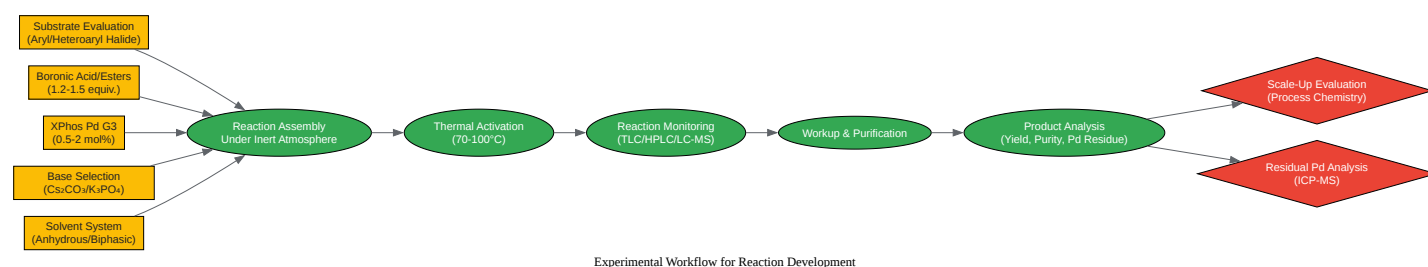 Substrate Evaluation
(Aryl/Heteroaryl Halide)
Boronic Acid/Esters
(1.2-1.5 equiv.)
XPhos Pd G3
(0.5-2 mol%)
Base Selection
(Cs₂CO₃/K₃PO₄)
Solvent System
(Anhydrous/Biphasic)
Reaction Assembly
Under Inert Atmosphere
Thermal Activation
(70-100°C)
Reaction Monitoring
(TLC/HPLC/LC-MS)
Workup & Purification
Product Analysis
(Yield, Purity, Pd Residue)
Scale-Up Evaluation
(Process Chemistry)
Residual Pd Analysis
(ICP-MS)
Experimental Workflow for Reaction Development